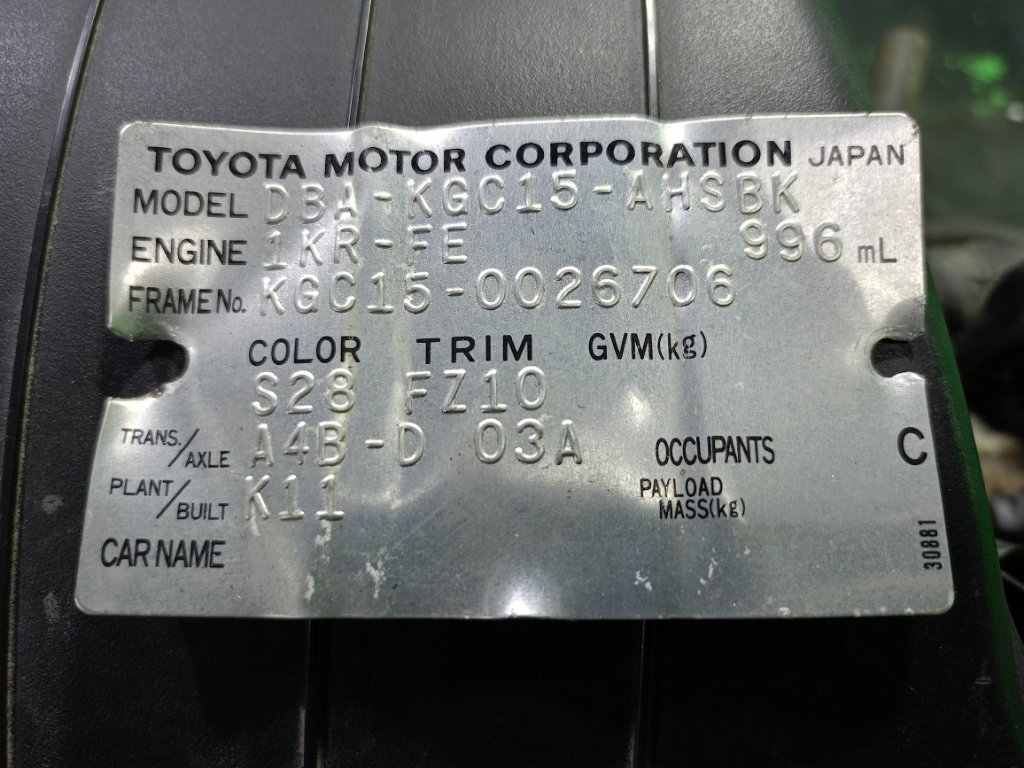 TOYOTA MOTOR CORPORATION JAPAN
MODEL DBA-KGC15-AHSBK
ENGINE 1KR-FE 996 mL
FRAME No. KGC15-0026706
COLOR TRIM GVM(kg)
S28 FZ10
TRANS./AXLE A4B-D 03A OCCUPANTS C
PLANT/BUILT K11 PAYLOAD MASS(kg)
CAR NAME
30881